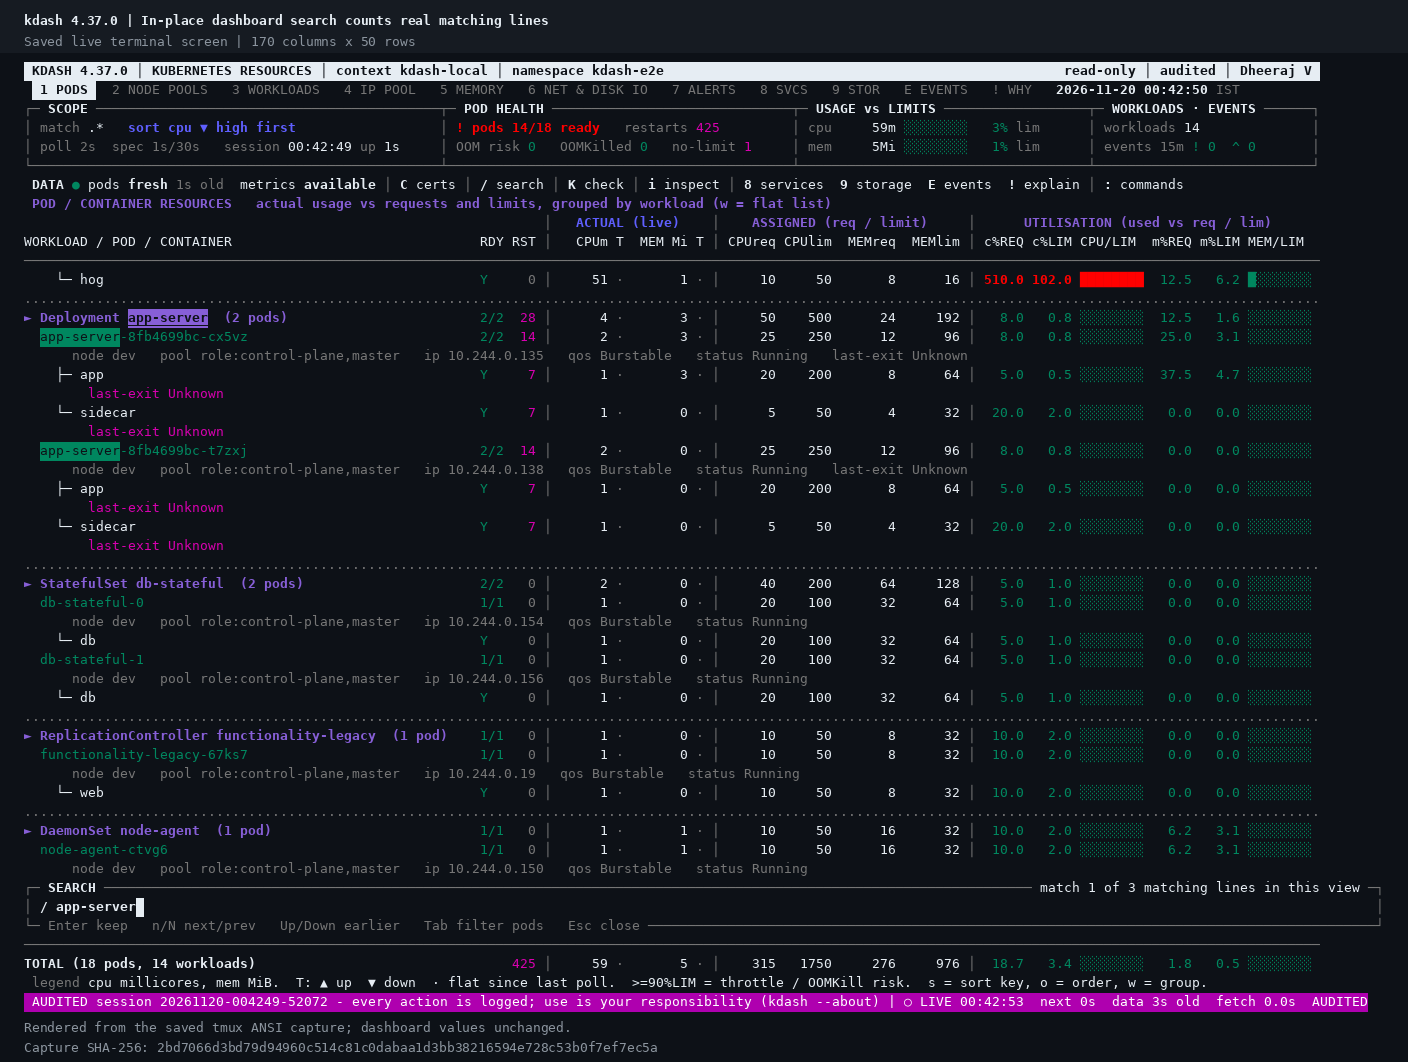 kdash 4.37.0 | In-place dashboard search counts real matching lines
Saved live terminal screen | 170 columns x 50 rows
KDASH 4.37.0 │ KUBERNETES RESOURCES │ context kdash-local │ namespace kdash-e2e read-only │ audited │ Dheeraj V
1 PODS 2 NODE POOLS 3 WORKLOADS 4 IP POOL 5 MEMORY 6 NET & DISK IO 7 ALERTS 8 SVCS 9 STOR E EVENTS ! WHY 2026-11-20 00:42:50 IST
SCOPE POD HEALTH USAGE vs LIMITS WORKLOADS · EVENTS
match .* sort cpu ▼ high first │ ! pods 14/18 ready restarts 425 │ cpu 59m ░░░░░░░░ 3% lim │ workloads 14
poll 2s spec 1s/30s session 00:42:49 up 1s │ OOM risk 0 OOMKilled 0 no-limit 1 │ mem 5Mi ░░░░░░░░ 1% lim │ events 15m ! 0 ^ 0
DATA ● pods fresh 1s old metrics available │ C certs │ / search │ K check │ i inspect │ 8 services 9 storage E events ! explain │ : commands
POD / CONTAINER RESOURCES actual usage vs requests and limits, grouped by workload (w = flat list)
│ ACTUAL (live) │ ASSIGNED (req / limit) │ UTILISATION (used vs req / lim)
WORKLOAD / POD / CONTAINER RDY RST │ CPUm T MEM Mi T │ CPUreq CPUlim MEMreq MEMlim │ c%REQ c%LIM CPU/LIM m%REQ m%LIM MEM/LIM
└─ hog Y 0 │ 51 · 1 · │ 10 50 8 16 │ 510.0 102.0 ████████ 12.5 6.2 █░░░░░░░
► Deployment app-server (2 pods) 2/2 28 │ 4 · 3 · │ 50 500 24 192 │ 8.0 0.8 ░░░░░░░░ 12.5 1.6 ░░░░░░░░
app-server-8fb4699bc-cx5vz 2/2 14 │ 2 · 3 · │ 25 250 12 96 │ 8.0 0.8 ░░░░░░░░ 25.0 3.1 ░░░░░░░░
node dev pool role:control-plane,master ip 10.244.0.135 qos Burstable status Running last-exit Unknown
├─ app Y 7 │ 1 · 3 · │ 20 200 8 64 │ 5.0 0.5 ░░░░░░░░ 37.5 4.7 ░░░░░░░░
last-exit Unknown
└─ sidecar Y 7 │ 1 · 0 · │ 5 50 4 32 │ 20.0 2.0 ░░░░░░░░ 0.0 0.0 ░░░░░░░░
last-exit Unknown
app-server-8fb4699bc-t7zxj 2/2 14 │ 2 · 0 · │ 25 250 12 96 │ 8.0 0.8 ░░░░░░░░ 0.0 0.0 ░░░░░░░░
node dev pool role:control-plane,master ip 10.244.0.138 qos Burstable status Running last-exit Unknown
├─ app Y 7 │ 1 · 0 · │ 20 200 8 64 │ 5.0 0.5 ░░░░░░░░ 0.0 0.0 ░░░░░░░░
last-exit Unknown
└─ sidecar Y 7 │ 1 · 0 · │ 5 50 4 32 │ 20.0 2.0 ░░░░░░░░ 0.0 0.0 ░░░░░░░░
last-exit Unknown
► StatefulSet db-stateful (2 pods) 2/2 0 │ 2 · 0 · │ 40 200 64 128 │ 5.0 1.0 ░░░░░░░░ 0.0 0.0 ░░░░░░░░
db-stateful-0 1/1 0 │ 1 · 0 · │ 20 100 32 64 │ 5.0 1.0 ░░░░░░░░ 0.0 0.0 ░░░░░░░░
node dev pool role:control-plane,master ip 10.244.0.154 qos Burstable status Running
└─ db Y 0 │ 1 · 0 · │ 20 100 32 64 │ 5.0 1.0 ░░░░░░░░ 0.0 0.0 ░░░░░░░░
db-stateful-1 1/1 0 │ 1 · 0 · │ 20 100 32 64 │ 5.0 1.0 ░░░░░░░░ 0.0 0.0 ░░░░░░░░
node dev pool role:control-plane,master ip 10.244.0.156 qos Burstable status Running
└─ db Y 0 │ 1 · 0 · │ 20 100 32 64 │ 5.0 1.0 ░░░░░░░░ 0.0 0.0 ░░░░░░░░
► ReplicationController functionality-legacy (1 pod) 1/1 0 │ 1 · 0 · │ 10 50 8 32 │ 10.0 2.0 ░░░░░░░░ 0.0 0.0 ░░░░░░░░
functionality-legacy-67ks7 1/1 0 │ 1 · 0 · │ 10 50 8 32 │ 10.0 2.0 ░░░░░░░░ 0.0 0.0 ░░░░░░░░
node dev pool role:control-plane,master ip 10.244.0.19 qos Burstable status Running
└─ web Y 0 │ 1 · 0 · │ 10 50 8 32 │ 10.0 2.0 ░░░░░░░░ 0.0 0.0 ░░░░░░░░
► DaemonSet node-agent (1 pod) 1/1 0 │ 1 · 1 · │ 10 50 16 32 │ 10.0 2.0 ░░░░░░░░ 6.2 3.1 ░░░░░░░░
node-agent-ctvg6 1/1 0 │ 1 · 1 · │ 10 50 16 32 │ 10.0 2.0 ░░░░░░░░ 6.2 3.1 ░░░░░░░░
node dev pool role:control-plane,master ip 10.244.0.150 qos Burstable status Running
SEARCH match 1 of 3 matching lines in this view
/ app-server
Enter keep n/N next/prev Up/Down earlier Tab filter pods Esc close
TOTAL (18 pods, 14 workloads) 425 │ 59 · 5 · │ 315 1750 276 976 │ 18.7 3.4 ░░░░░░░░ 1.8 0.5 ░░░░░░░░
legend cpu millicores, mem MiB. T: ▲ up ▼ down · flat since last poll. >=90%LIM = throttle / OOMKill risk. s = sort key, o = order, w = group.
AUDITED session 20261120-004249-52072 - every action is logged; use is your responsibility (kdash --about) | ○ LIVE 00:42:53 next 0s data 3s old fetch 0.0s AUDITED
Rendered from the saved tmux ANSI capture; dashboard values unchanged.
Capture SHA-256: 2bd7066d3bd79d94960c514c81c0dabaa1d3bb38216594e728c53b0f7ef7ec5a